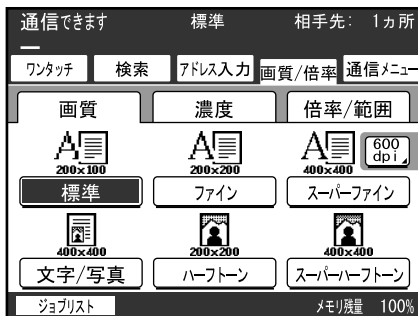 通信できます 標準 相手先: 1ヵ所
ワンタッチ 検索 アドレス入力 画質/倍率 通信メニュー
画質 濃度 倍率/範囲
A A A 600 dpi
200×100 200×200 400×400
標準 ファイン スーパーファイン
400×400 200×200 400×400
文字/写真 ハーフトーン スーパーハーフトーン
ジョブリスト メモリ残量 100%